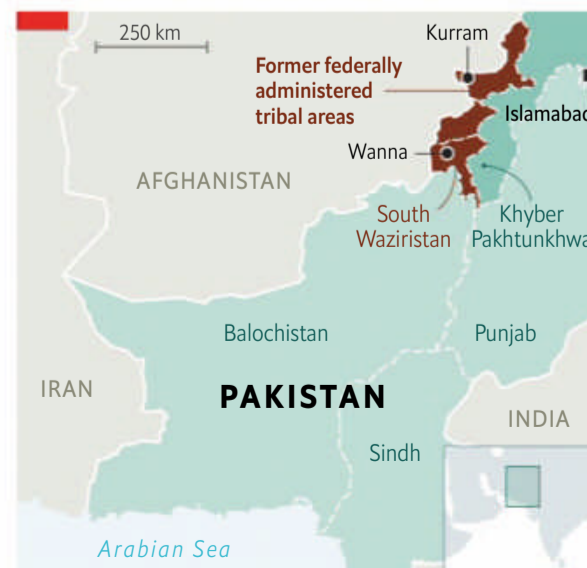 250 km
Kurram
Former federally
administered
tribal areas
Islamabad
Wanna
AFGHANISTAN
South
Waziristan
Khyber
Pakhtunkhwa
Balochistan
Punjab
IRAN
PAKISTAN
INDIA
Sindh
Arabian Sea